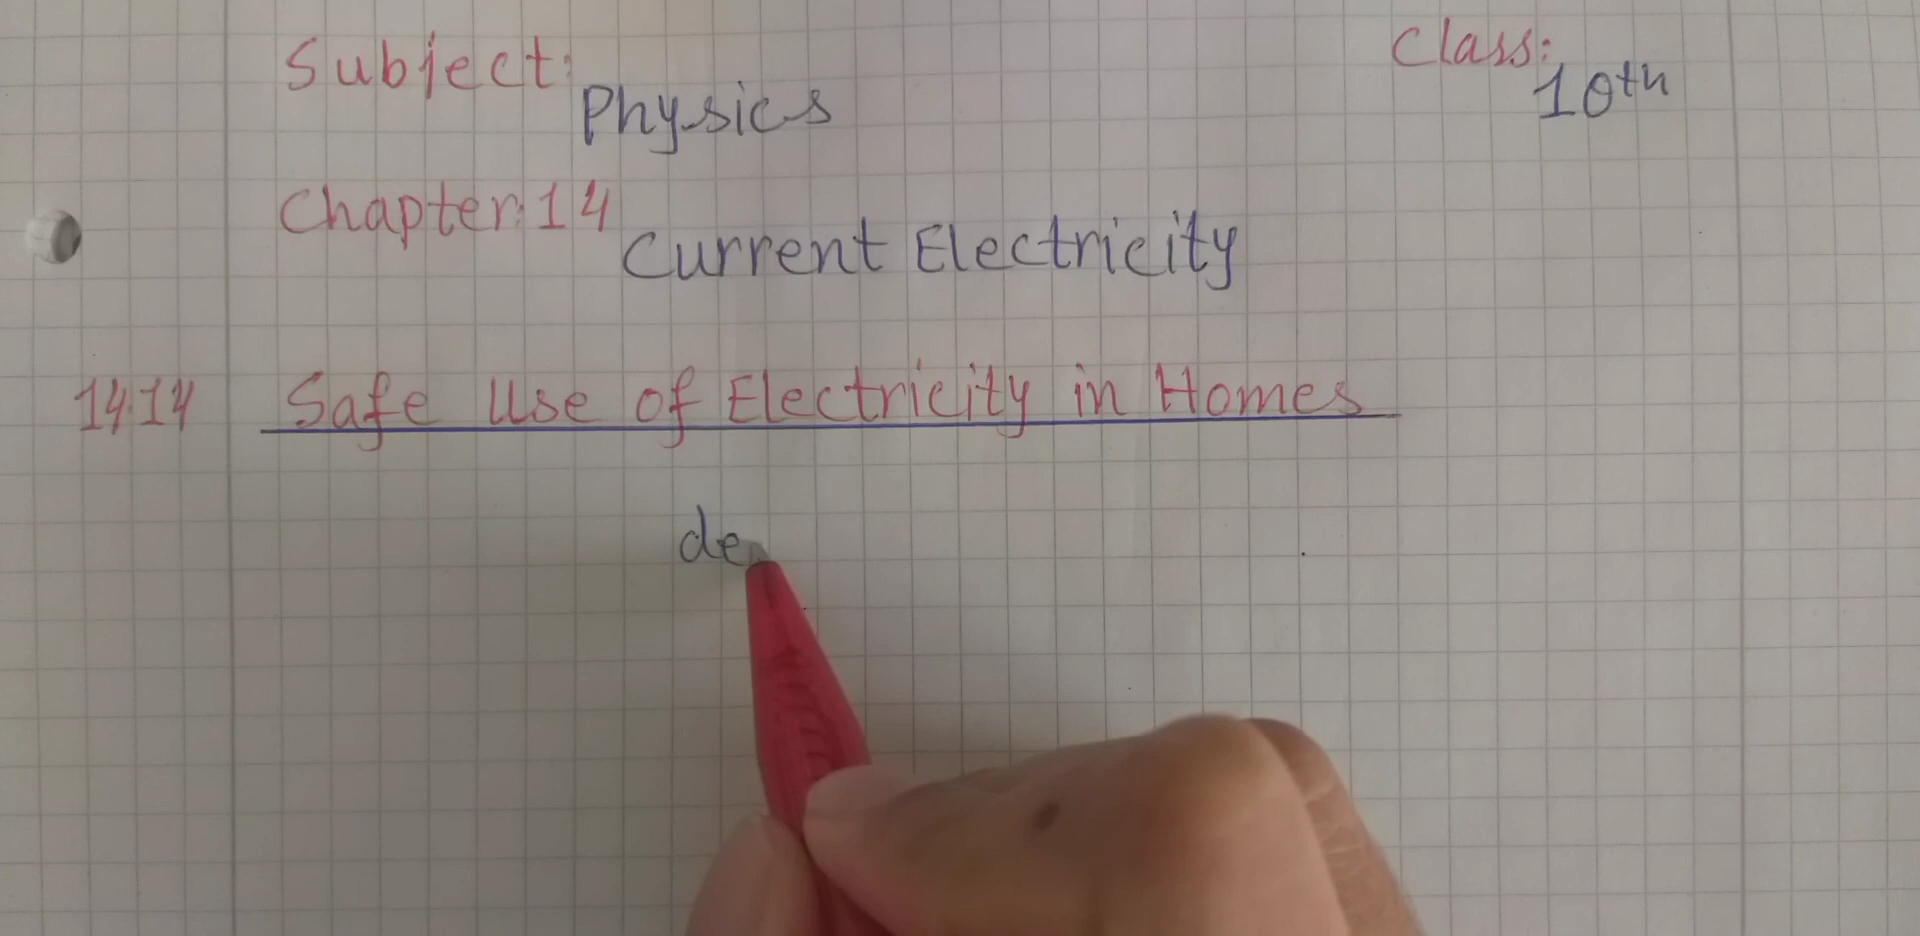 Subject: Class:
Physics 10th
Chapter:14
Current Electricity
14.14 Safe Use of Electricity in Homes
de